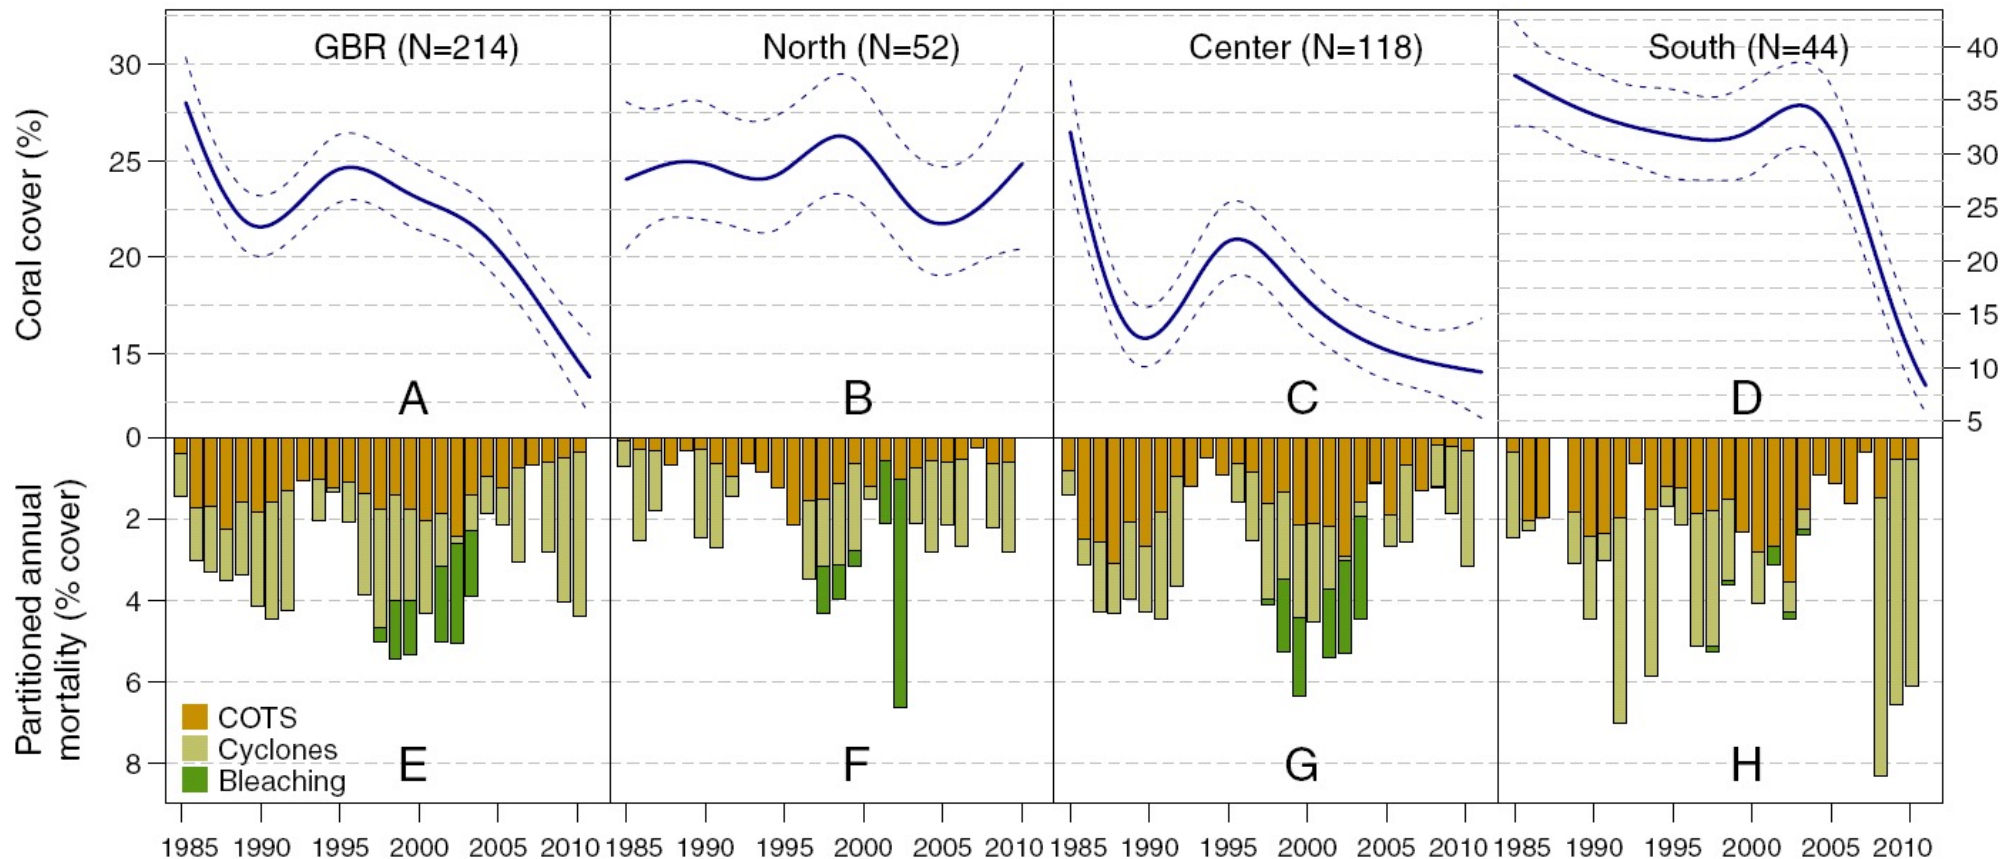 GBR (N=214)
North (N=52)
Center (N=118)
South (N=44)
Coral cover (%)
30
25
20
15
40
35
30
25
20
15
10
5
A
B
C
D
Partitioned annual
mortality (% cover)
0
2
4
6
8
COTS
Cyclones
Bleaching
E
F
G
H
1985 1990 1995 2000 2005 2010 1985 1990 1995 2000 2005 2010 1985 1990 1995 2000 2005 2010 1985 1990 1995 2000 2005 2010